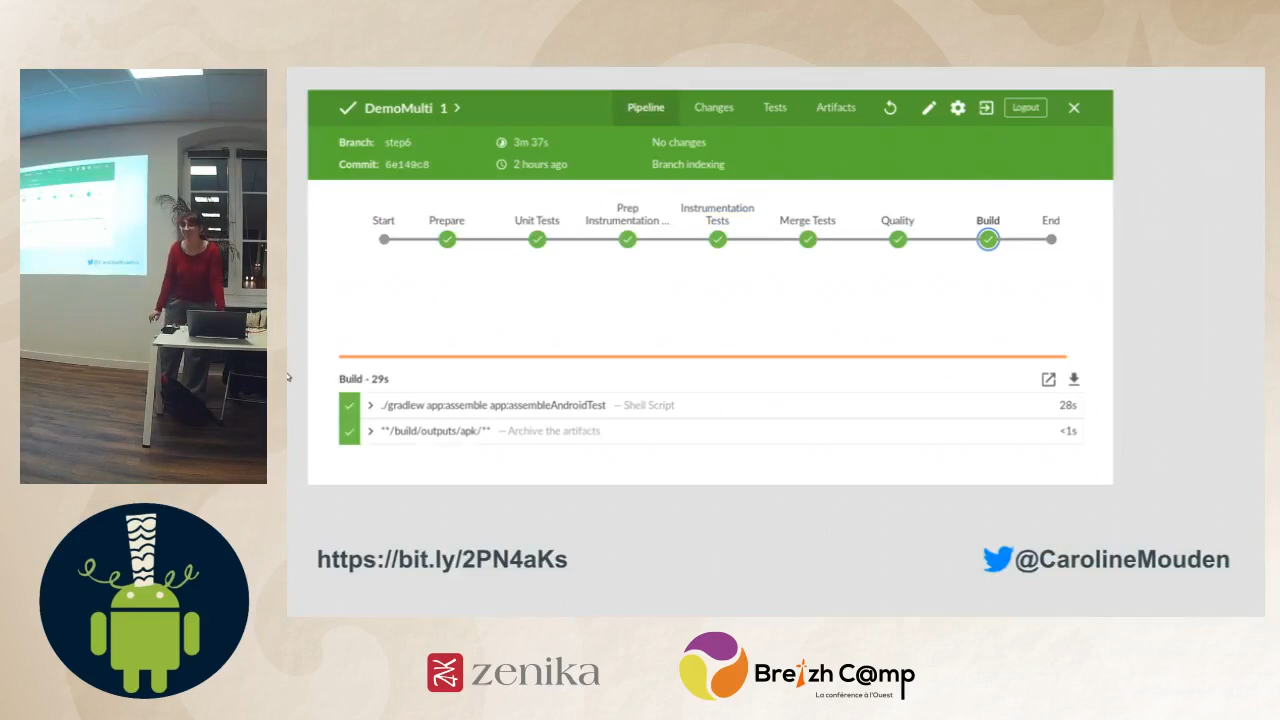 DemoMulti 1
Pipeline
Changes
Tests
Artifacts
Logout
Branch: step6
3m 37s
No changes
Commit: 6e149c8
2 hours ago
Branch indexing
Start
Prepare
Unit Tests
Prep
Instrumentation ...
Instrumentation
Tests
Merge Tests
Quality
Build
End
Build - 29s
./gradlew app:assemble app:assembleAndroidTest – Shell Script
28s
**/build/outputs/apk/** – Archive the artifacts
<1s
https://bit.ly/2PN4aKs
@CarolineMouden
zenika
Breizh C@mp
La conférence à l'Ouest